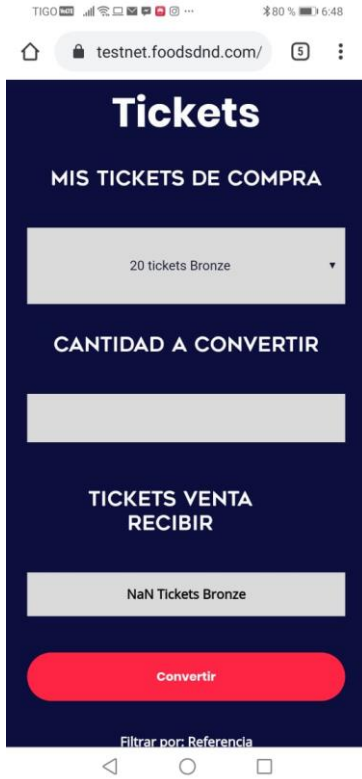 TIGO VoLTE 80 % 6:48
testnet.foodsdnd.com/ 5
Tickets
MIS TICKETS DE COMPRA
20 tickets Bronze
CANTIDAD A CONVERTIR
TICKETS VENTA
RECIBIR
NaN Tickets Bronze
Convertir
Filtrar por: Referencia